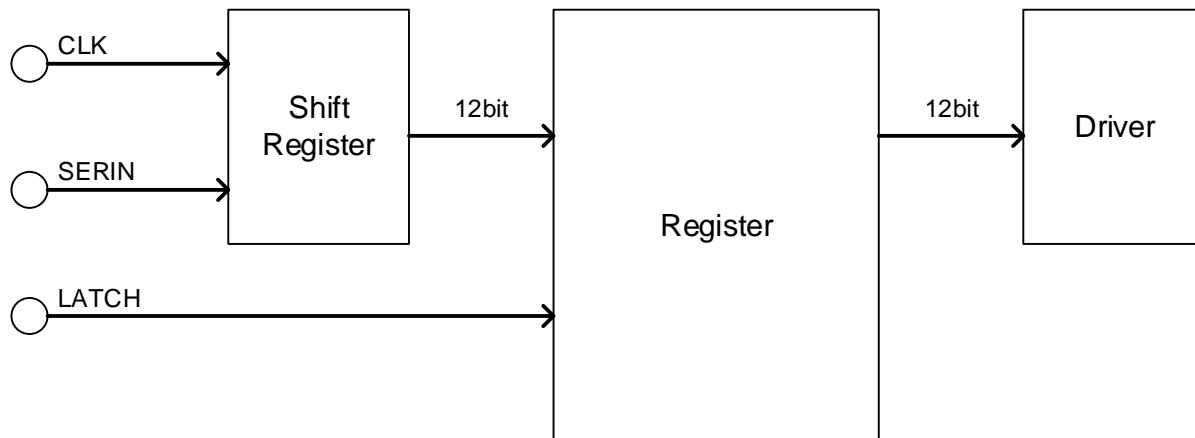 CLK
Shift
Register
12bit
12bit
Driver
SERIN
Register
LATCH